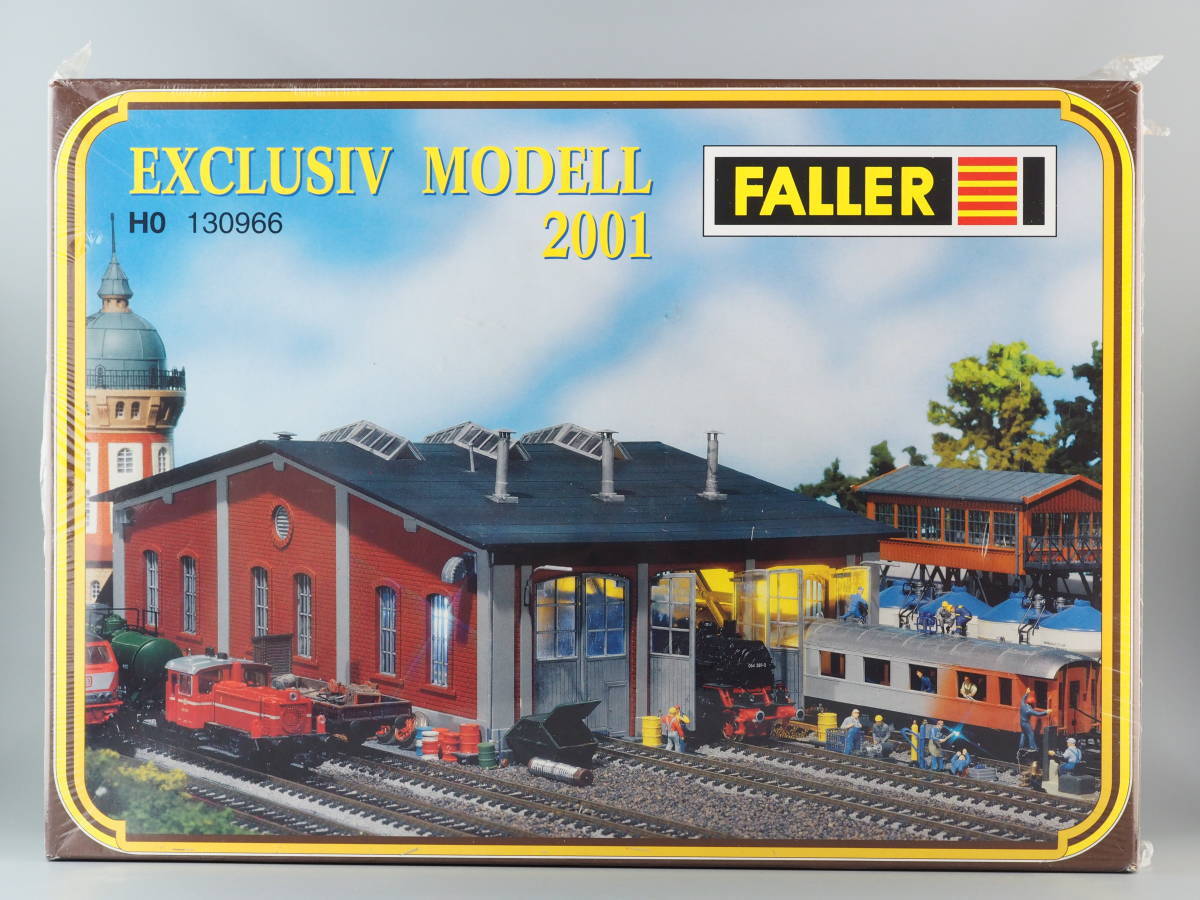 EXCLUSIV MODELL
2001
H0 130966
FALLER